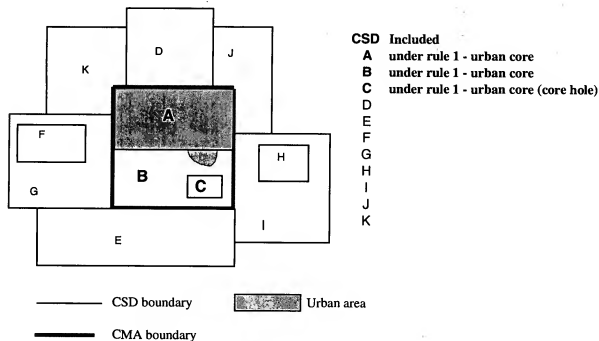 D
J
K
A
F
H
B
C
G
I
E
CSD Included
A under rule 1 - urban core
B under rule 1 - urban core
C under rule 1 - urban core (core hole)
D
E
F
G
H
I
J
K
CSD boundary
Urban area
CMA boundary